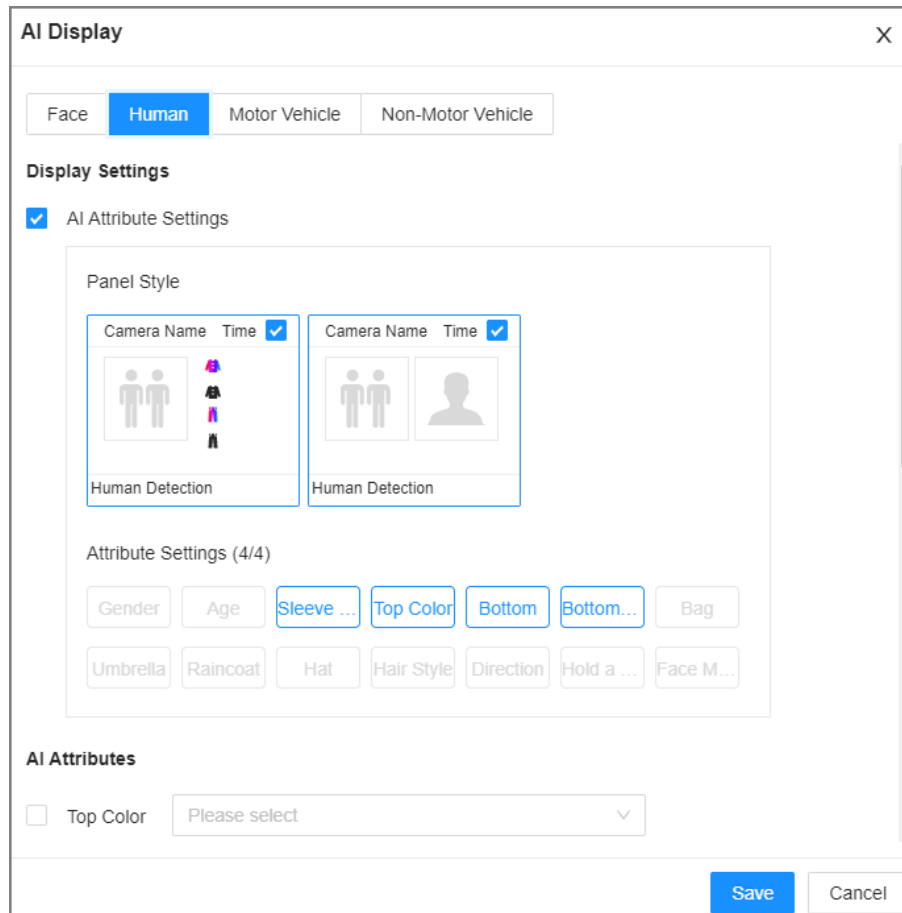 AI Display X
Face Human Motor Vehicle Non-Motor Vehicle
Display Settings
AI Attribute Settings
Panel Style
Camera Name Time Camera Name Time
Human Detection Human Detection
Attribute Settings (4/4)
Gender Age Sleeve ... Top Color Bottom Bottom... Bag
Umbrella Raincoat Hat Hair Style Direction Hold a ... Face M...
AI Attributes
Top Color Please select
Save Cancel